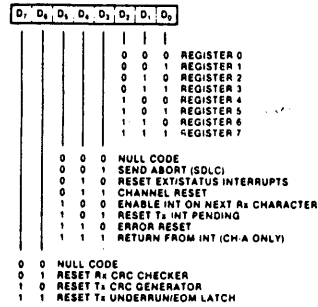 D7 D6 D5 D4 D3 D2 D1 D0
0 0 0 REGISTER 0
0 0 1 REGISTER 1
0 1 0 REGISTER 2
0 1 1 REGISTER 3
1 0 0 REGISTER 4
1 0 1 REGISTER 5
1 1 0 REGISTER 6
1 1 1 REGISTER 7
0 0 0 NULL CODE
0 0 1 SEND ABORT (SDLC)
0 1 0 RESET EXT/STATUS INTERRUPTS
0 1 1 CHANNEL RESET
1 0 0 ENABLE INT ON NEXT Rx CHARACTER
1 0 1 RESET Tx INT PENDING
1 1 0 ERROR RESET
1 1 1 RETURN FROM INT (CH-A ONLY)
0 0 NULL CODE
0 1 RESET Rx CRC CHECKER
1 0 RESET Tx CRC GENERATOR
1 1 RESET Tx UNDERRUN/EOM LATCH